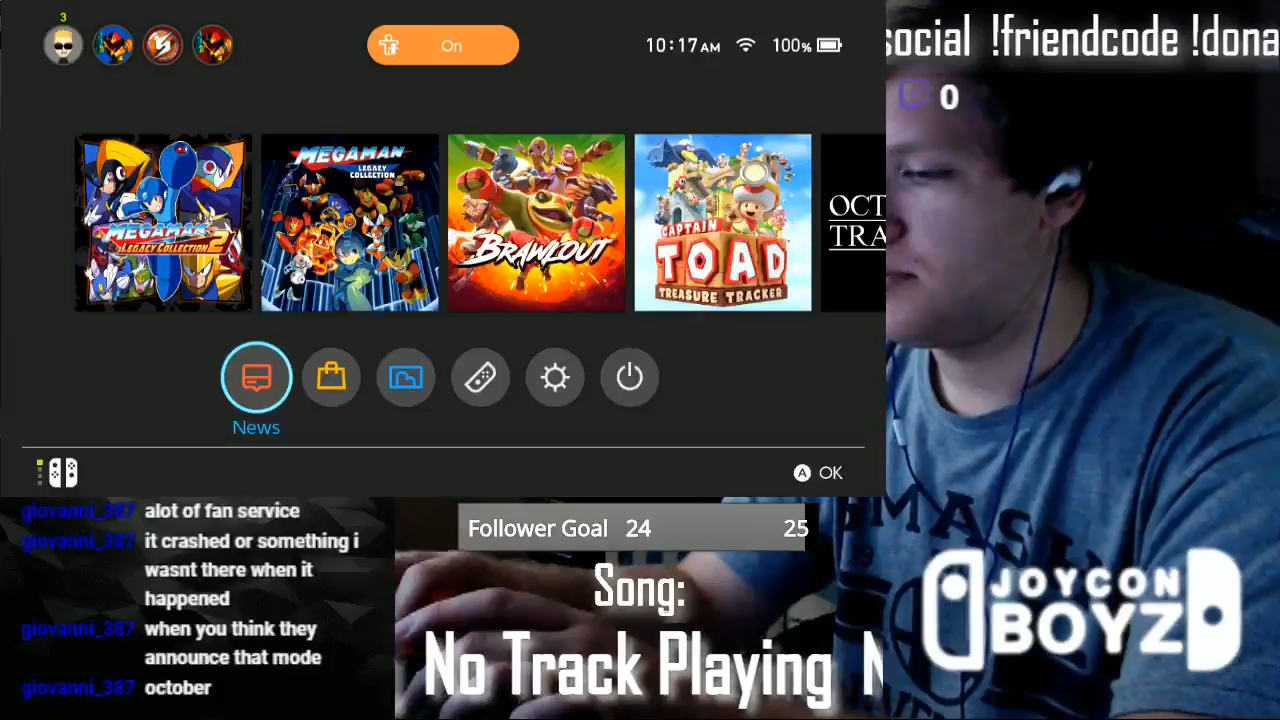 3
On
10:17 AM
100%
social !friendcode !dona
0
MEGAMAN
LEGACY COLLECTION 2
MEGAMAN
LEGACY
COLLECTION
BRAWLOUT
CAPTAIN
TOAD
TREASURE TRACKER
OCT
TRA
News
A OK
giovanni_387 alot of fan service
giovanni_387 it crashed or something i
wasnt there when it
happened
giovanni_387 when you think they
announce that mode
giovanni_387 october
Follower Goal 24 25
Song:
No Track Playing N
JOYCON
BOYZ